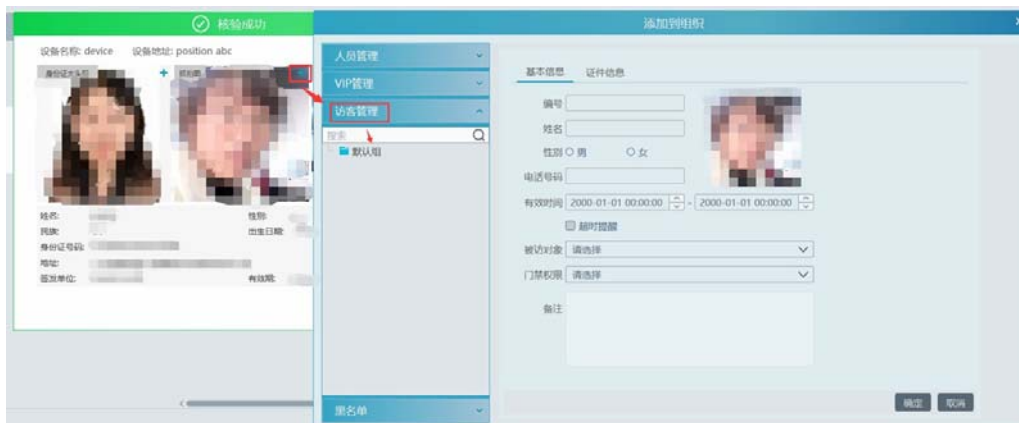 核验成功
设备名称: device 设备地址: position abc
抓拍图
姓名:
性别:
民族:
出生日期:
身份证号码:
地址:
签发单位:
有效期:
添加到组织
人员管理
VIP管理
访客管理
搜索
默认组
黑名单
基本信息 证件信息
编号
姓名
性别 男 女
电话号码
有效时间 2000-01-01 00:00:00 - 2000-01-01 00:00:00
超时提醒
被访对象 请选择
门禁权限 请选择
备注
确定 取消